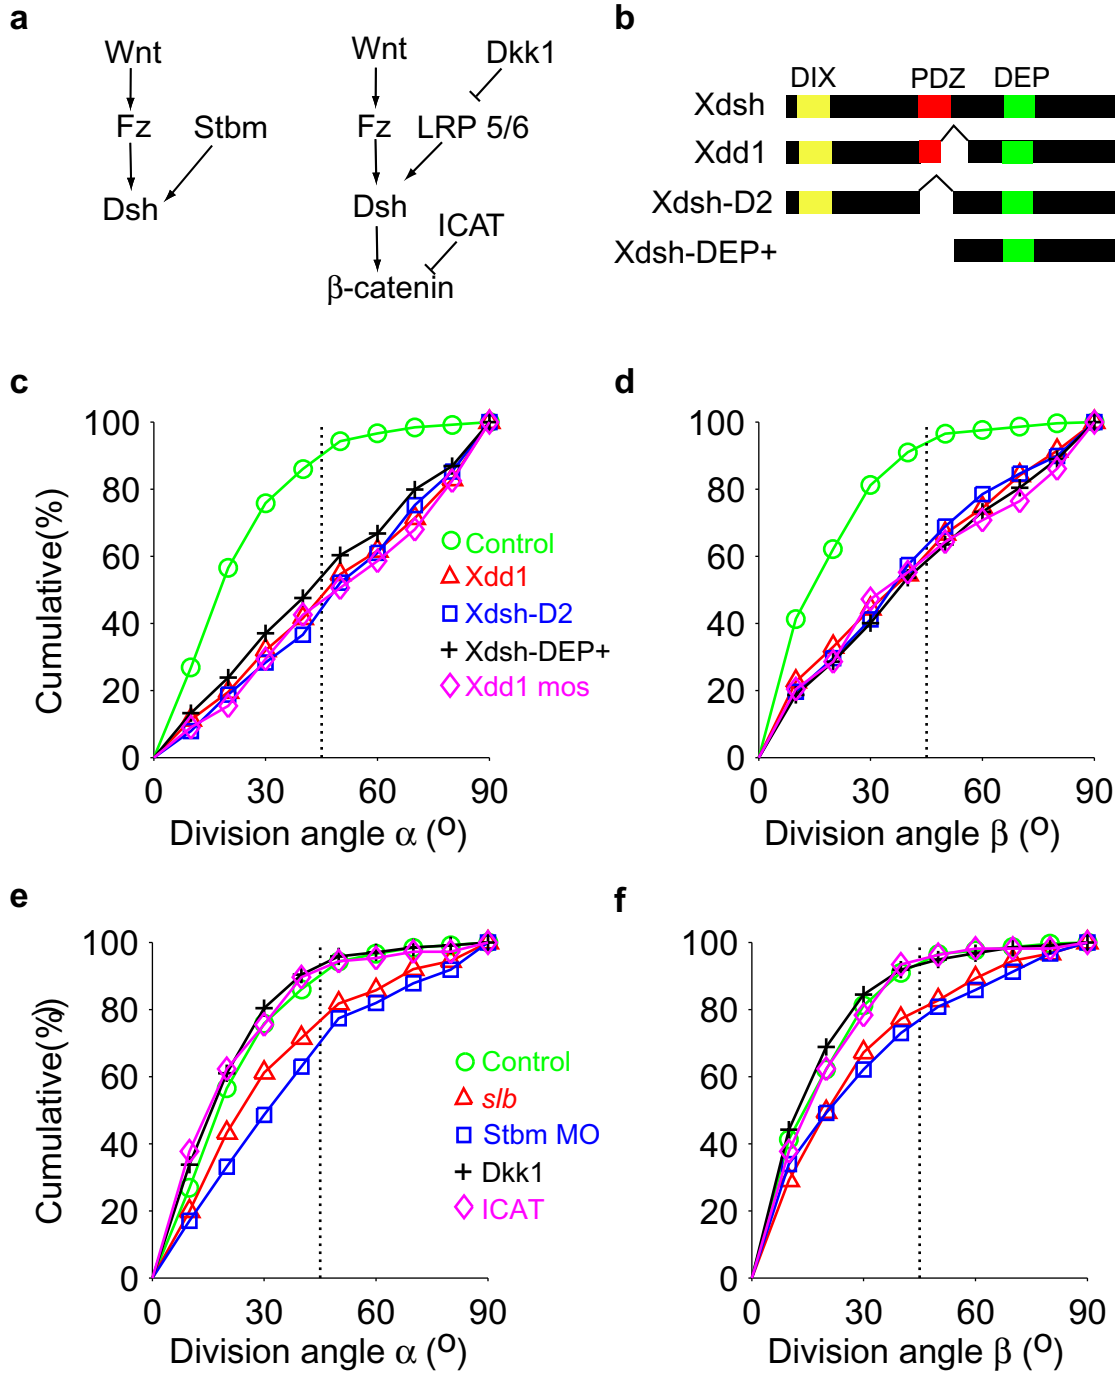 a
Wnt
Fz
Stbm
Dsh
Wnt
Dkk1
Fz
LRP 5/6
Dsh
ICAT
β-catenin
b
DIX PDZ DEP
Xdsh
Xdd1
Xdsh-D2
Xdsh-DEP+
c
Cumulative(%)
100
80
60
40
20
0
0 30 60 90
Division angle α (°)
Control
Xdd1
Xdsh-D2
Xdsh-DEP+
Xdd1 mos
d
100
80
60
40
20
0
0 30 60 90
Division angle β (°)
e
Cumulative(%)
100
80
60
40
20
0
0 30 60 90
Division angle α (°)
Control
slb
Stbm MO
Dkk1
ICAT
f
100
80
60
40
20
0
0 30 60 90
Division angle β (°)